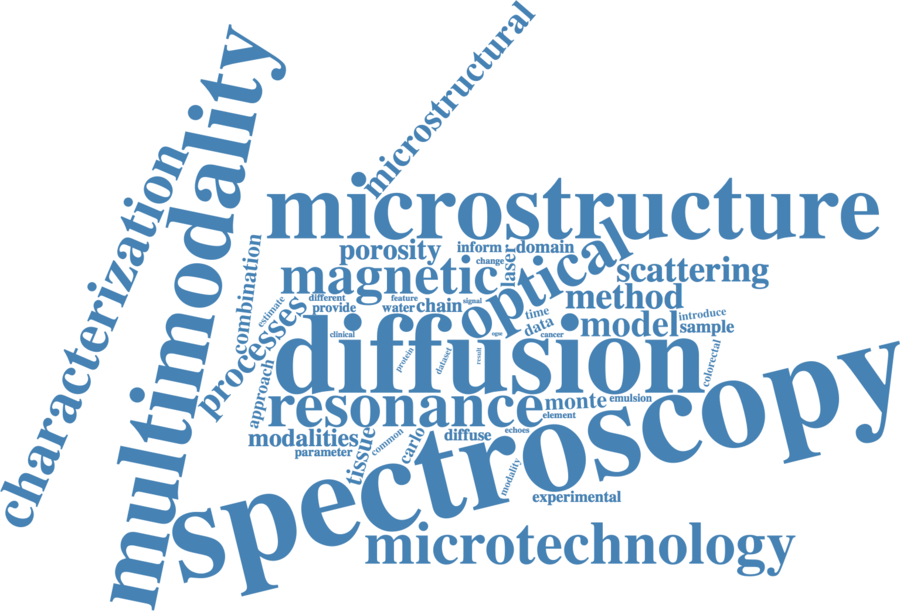 microstructural
characterization
multimodality
microstructure
porosity
inform
domain
combination
change
laser
optical
magnetic
scattering
estimate
different
feature
signal
method
processes
provide
water
chain
time
introduce
data
model
sample
clinical
ogse
cancer
diffusion
protein
dataset
result
colorectal
approach
resonance
monte
emulsion
element
modalities
tissue
common
carlo
diffuse
echoes
parameter
spectroscopy
modality
experimental
microtechnology